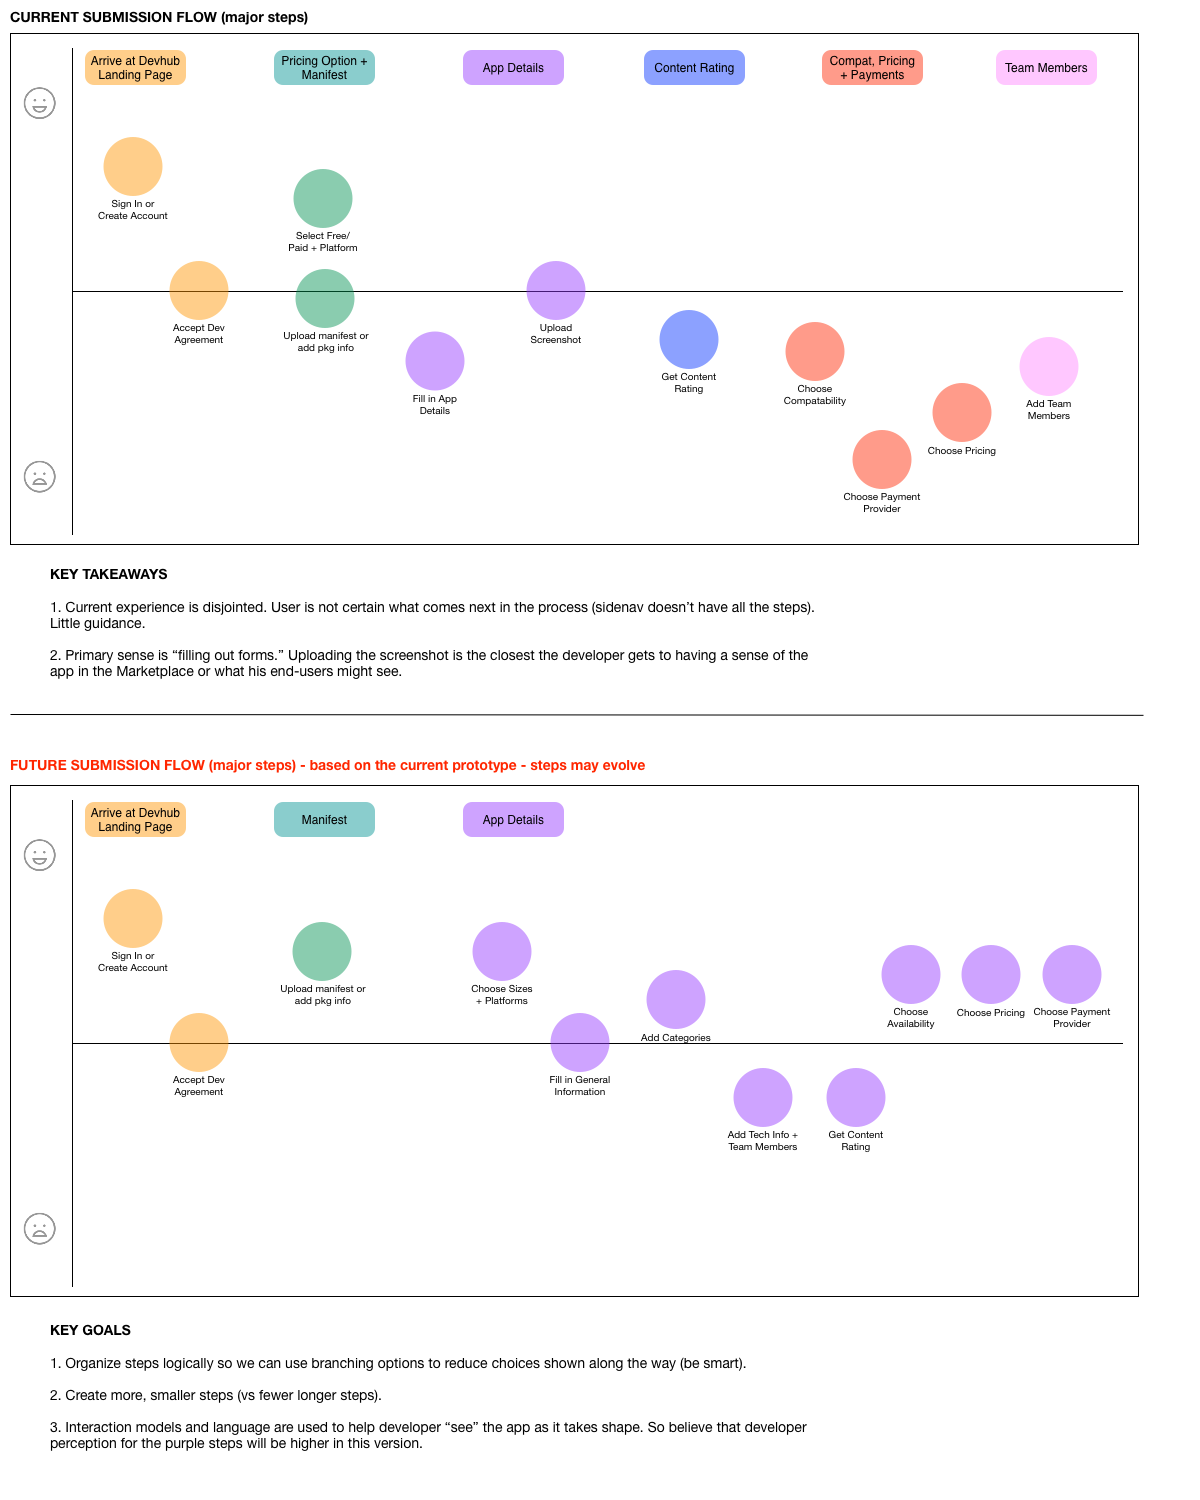 CURRENT SUBMISSION FLOW (major steps)
Arrive at Devhub
Landing Page
Pricing Option +
Manifest
App Details
Content Rating
Compat, Pricing
+ Payments
Team Members
Sign In or
Create Account
Select Free/
Paid + Platform
Accept Dev
Agreement
Upload manifest or
add pkg info
Fill in App
Details
Upload
Screenshot
Get Content
Rating
Choose
Compatability
Choose Payment
Provider
Choose Pricing
Add Team
Members
KEY TAKEAWAYS
1. Current experience is disjointed. User is not certain what comes next in the process (sidenav doesn’t have all the steps).
Little guidance.
2. Primary sense is “filling out forms.” Uploading the screenshot is the closest the developer gets to having a sense of the
app in the Marketplace or what his end-users might see.
FUTURE SUBMISSION FLOW (major steps) - based on the current prototype - steps may evolve
Arrive at Devhub
Landing Page
Manifest
App Details
Sign In or
Create Account
Accept Dev
Agreement
Upload manifest or
add pkg info
Choose Sizes
+ Platforms
Fill in General
Information
Add Categories
Add Tech Info +
Team Members
Get Content
Rating
Choose
Availability
Choose Pricing
Choose Payment
Provider
KEY GOALS
1. Organize steps logically so we can use branching options to reduce choices shown along the way (be smart).
2. Create more, smaller steps (vs fewer longer steps).
3. Interaction models and language are used to help developer “see” the app as it takes shape. So believe that developer
perception for the purple steps will be higher in this version.